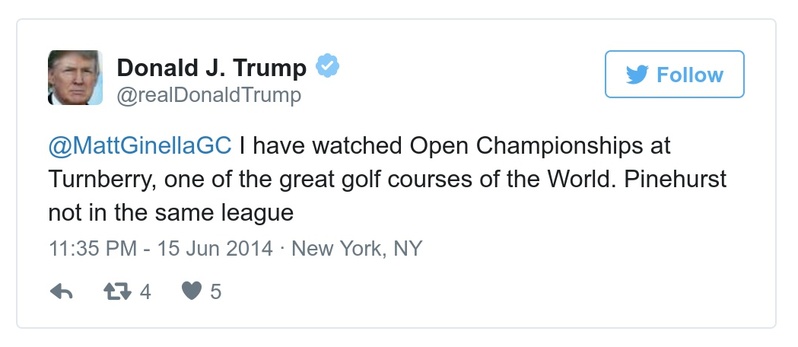 Donald J. Trump
@realDonaldTrump
Follow
@MattGinellaGC I have watched Open Championships at
Turnberry, one of the great golf courses of the World. Pinehurst
not in the same league
11:35 PM - 15 Jun 2014 · New York, NY
4
5